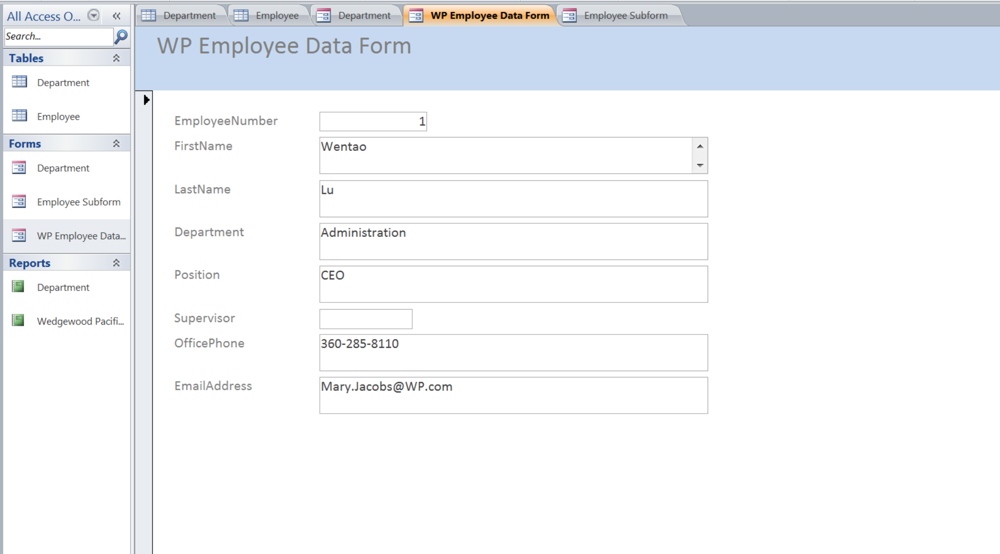 All Access O...
Search...
Tables
Department
Employee
Forms
Department
Employee Subform
WP Employee Data...
Reports
Department
Wedgewood Pacifi...
Department
Employee
Department
WP Employee Data Form
Employee Subform
WP Employee Data Form
EmployeeNumber 1
FirstName Wentao
LastName Lu
Department Administration
Position CEO
Supervisor
OfficePhone 360-285-8110
EmailAddress Mary.Jacobs@WP.com